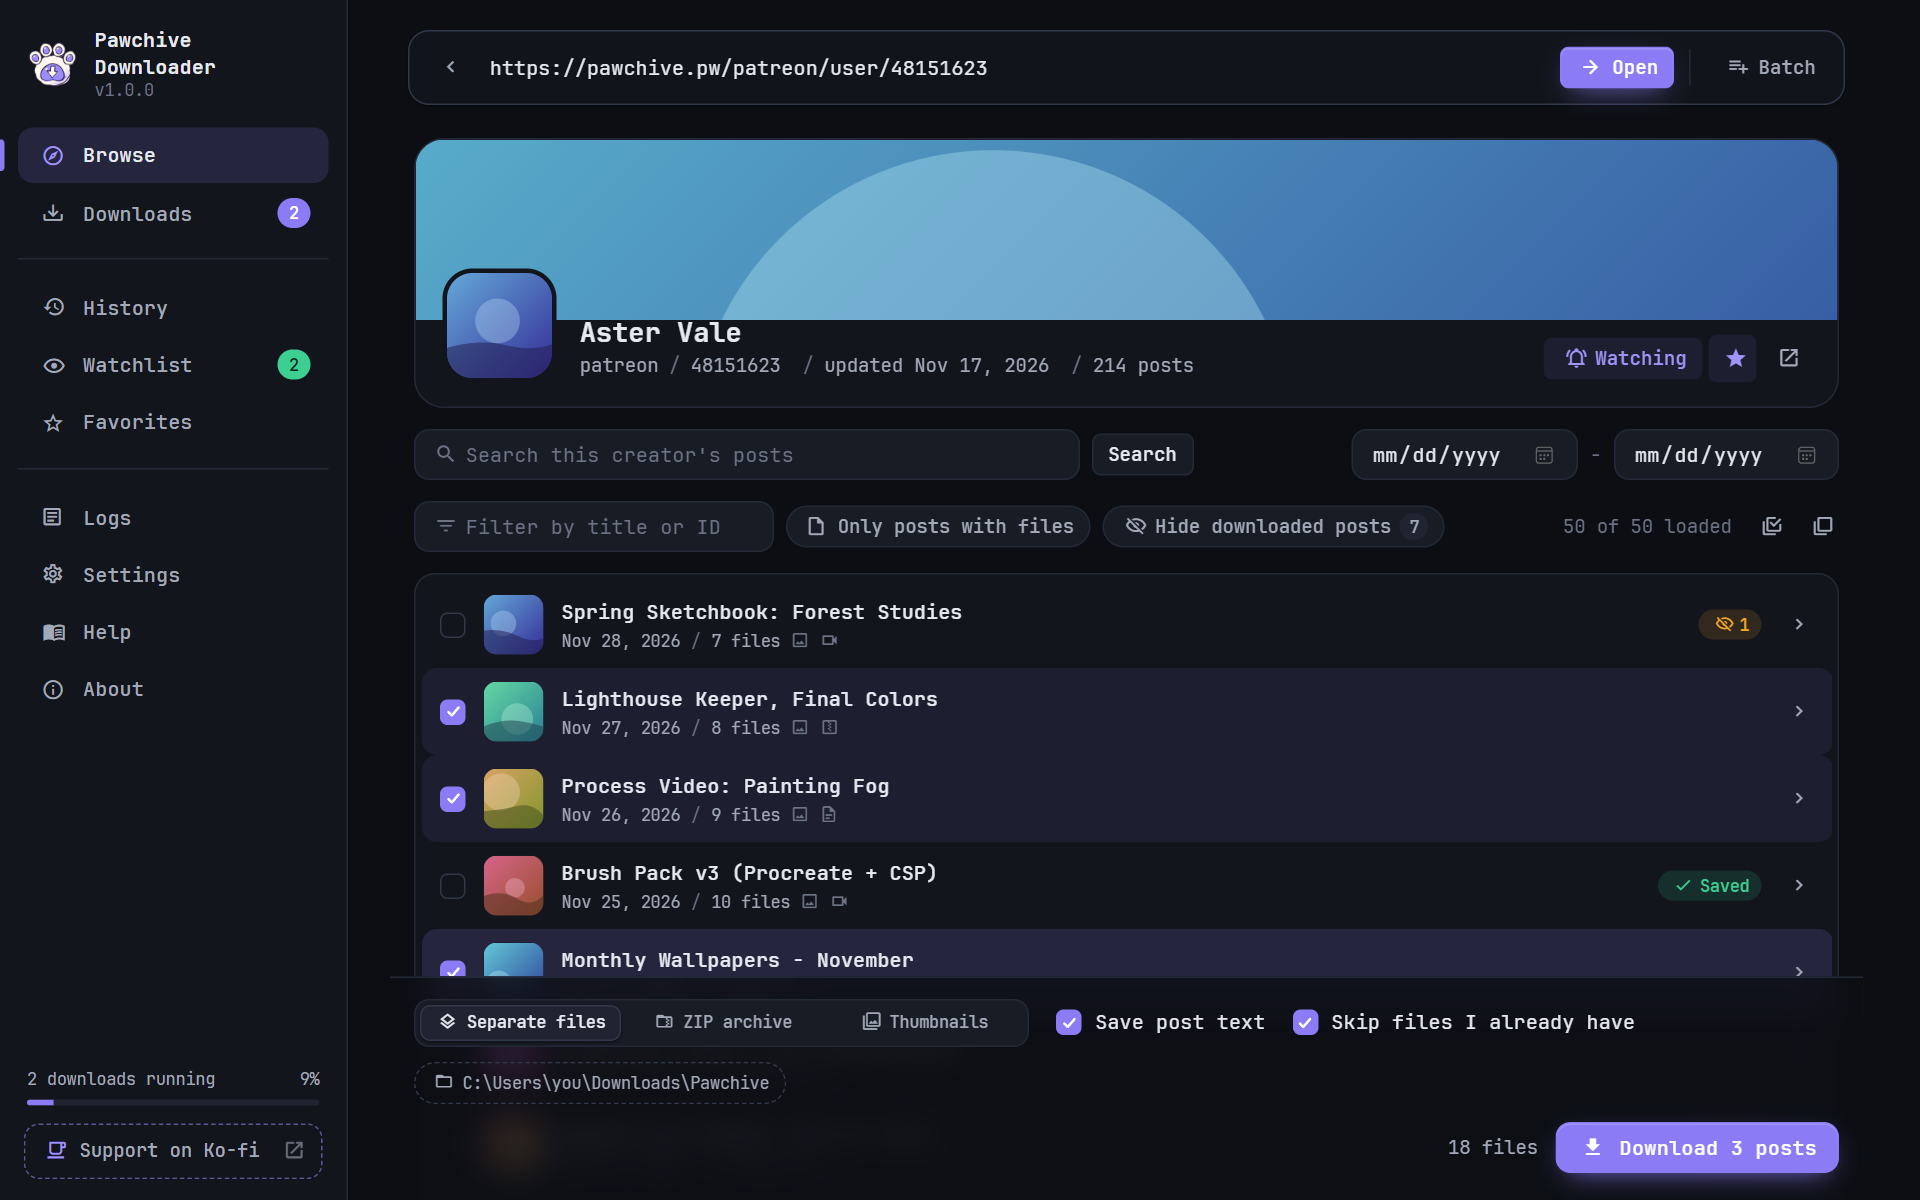 Pawchive
Downloader
v1.0.0
Browse
Downloads 2
History
Watchlist 2
Favorites
Logs
Settings
Help
About
2 downloads running 9%
Support on Ko-fi
https://pawchive.pw/patreon/user/48151623
Open
Batch
Aster Vale
patreon / 48151623 / updated Nov 17, 2026 / 214 posts
Watching
Search this creator's posts
Search
mm/dd/yyyy - mm/dd/yyyy
Filter by title or ID
Only posts with files
Hide downloaded posts 7
50 of 50 loaded
Spring Sketchbook: Forest Studies
Nov 28, 2026 / 7 files
1
Lighthouse Keeper, Final Colors
Nov 27, 2026 / 8 files
Process Video: Painting Fog
Nov 26, 2026 / 9 files
Brush Pack v3 (Procreate + CSP)
Nov 25, 2026 / 10 files
Saved
Monthly Wallpapers - November
Separate files
ZIP archive
Thumbnails
Save post text
Skip files I already have
C:\Users\you\Downloads\Pawchive
18 files
Download 3 posts